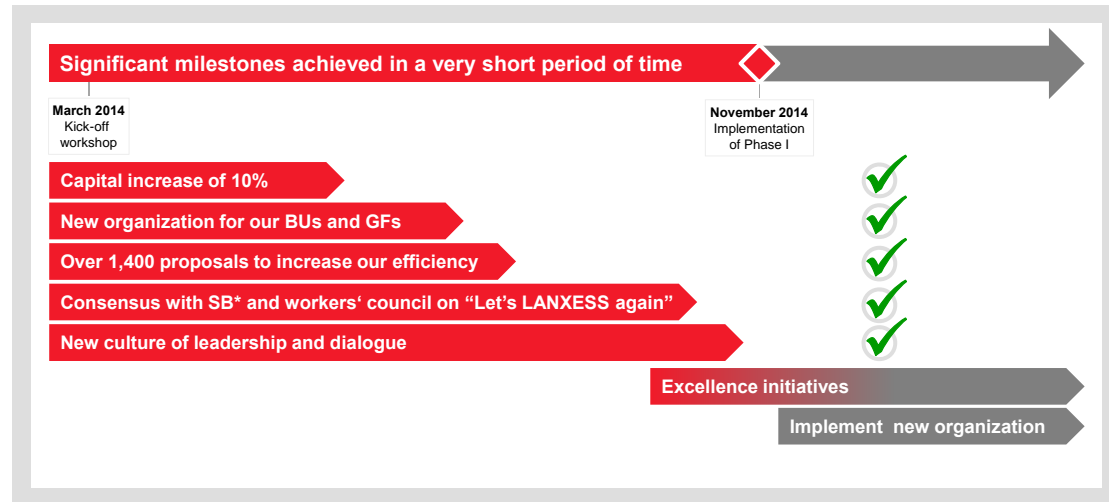 Significant milestones achieved in a very short period of time
March 2014
Kick-off
workshop
November 2014
Implementation
of Phase I
Capital increase of 10%
New organization for our BUs and GFs
Over 1,400 proposals to increase our efficiency
Consensus with SB* and workers‘ council on “Let’s LANXESS again”
New culture of leadership and dialogue
Excellence initiatives
Implement  new organization